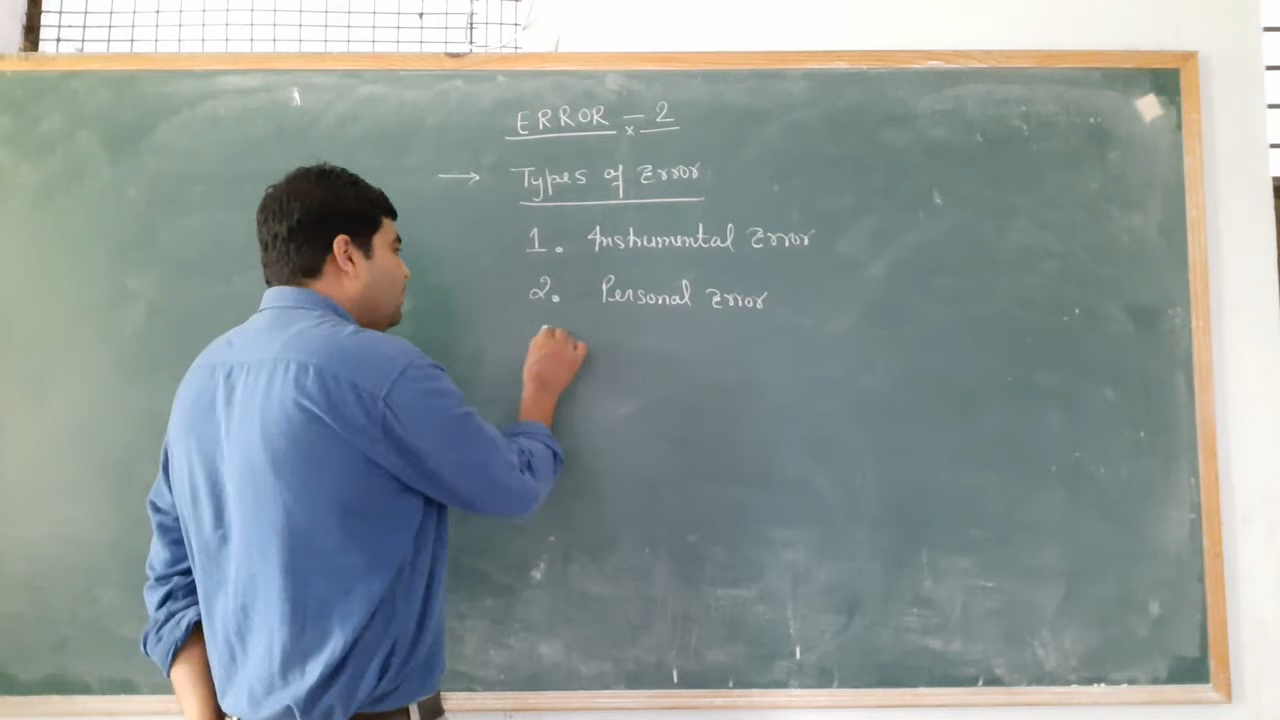 ERROR - 2
→ Types of Error
1. Instrumental Error
2. Personal Error